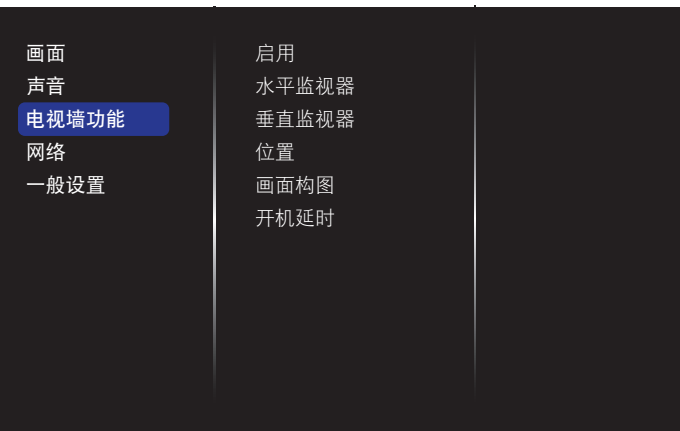 画面
声音
电视墙功能
网络
一般设置
启用
水平监视器
垂直监视器
位置
画面构图
开机延时